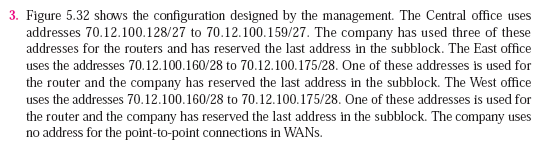 3. Figure 5.32 shows the configuration designed by the management. The Central office uses
addresses 70.12.100.128/27 to 70.12.100.159/27. The company has used three of these
addresses for the routers and has reserved the last address in the subblock. The East office
uses the addresses 70.12.100.160/28 to 70.12.100.175/28. One of these addresses is used for
the router and the company has reserved the last address in the subblock. The West office
uses the addresses 70.12.100.160/28 to 70.12.100.175/28. One of these addresses is used for
the router and the company has reserved the last address in the subblock. The company uses
no address for the point-to-point connections in WANs.